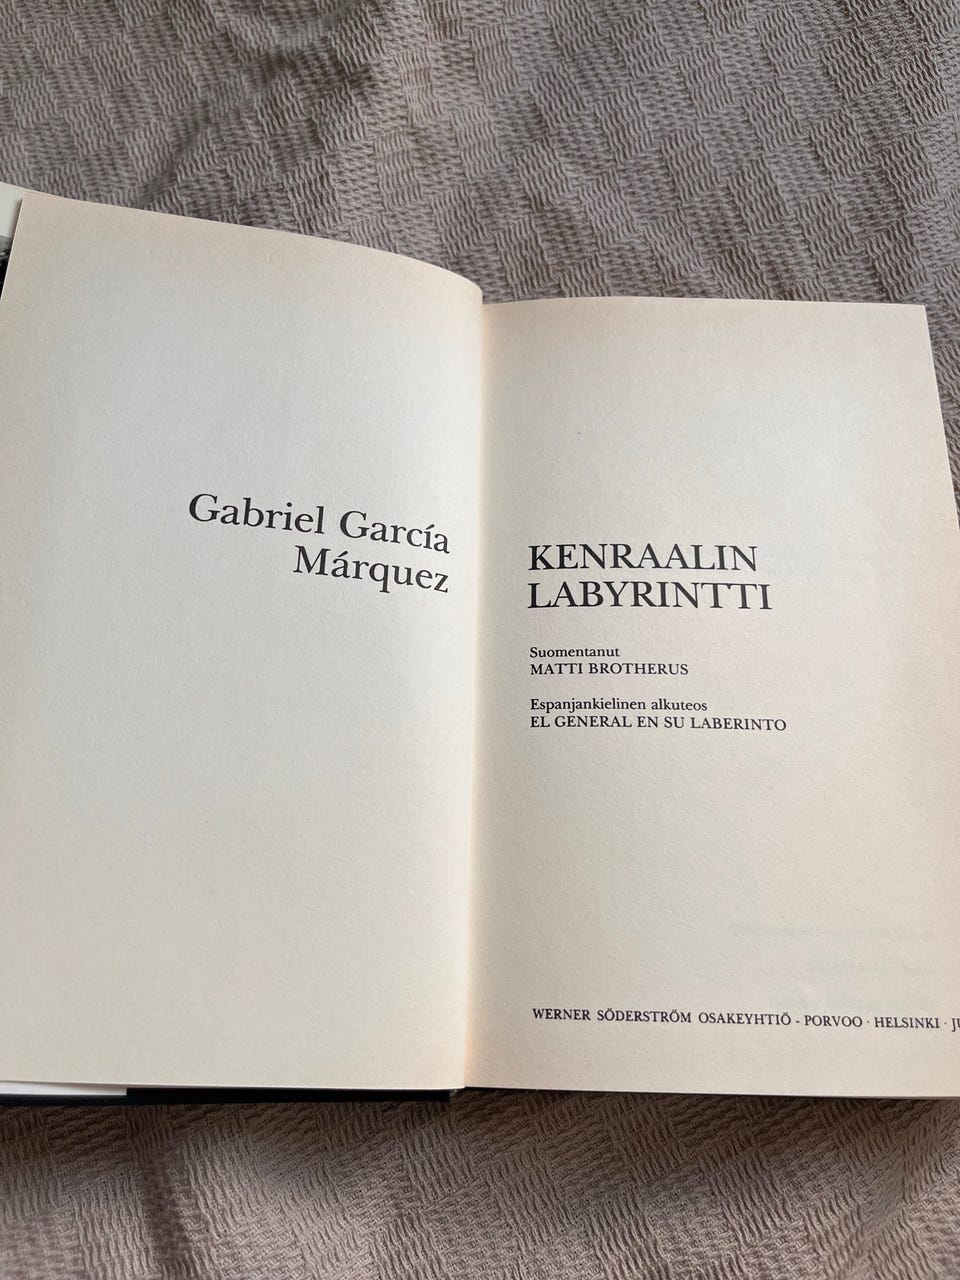 Gabriel García
Márquez
KENRAALIN
LABYRINTTI
Suomentanut
MATTI BROTHERUS
Espanjankielinen alkuteos
EL GENERAL EN SU LABERINTO
WERNER SÖDERSTRÖM OSAKEYHTIÖ - PORVOO · HELSINKI ·